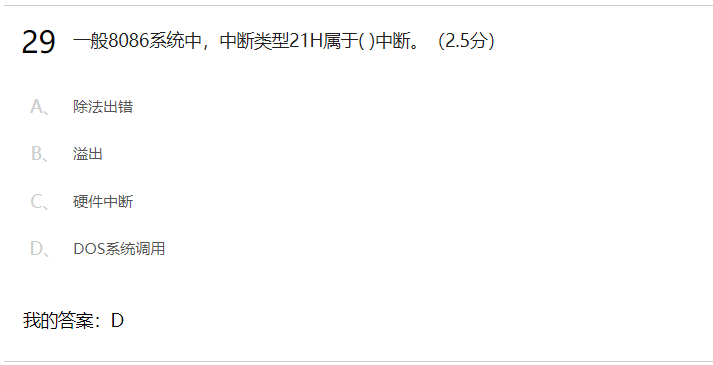 29 一般8086系统中，中断类型21H属于( )中断。（2.5分）
A、 除法出错
B、 溢出
C、 硬件中断
D、 DOS系统调用
我的答案：D